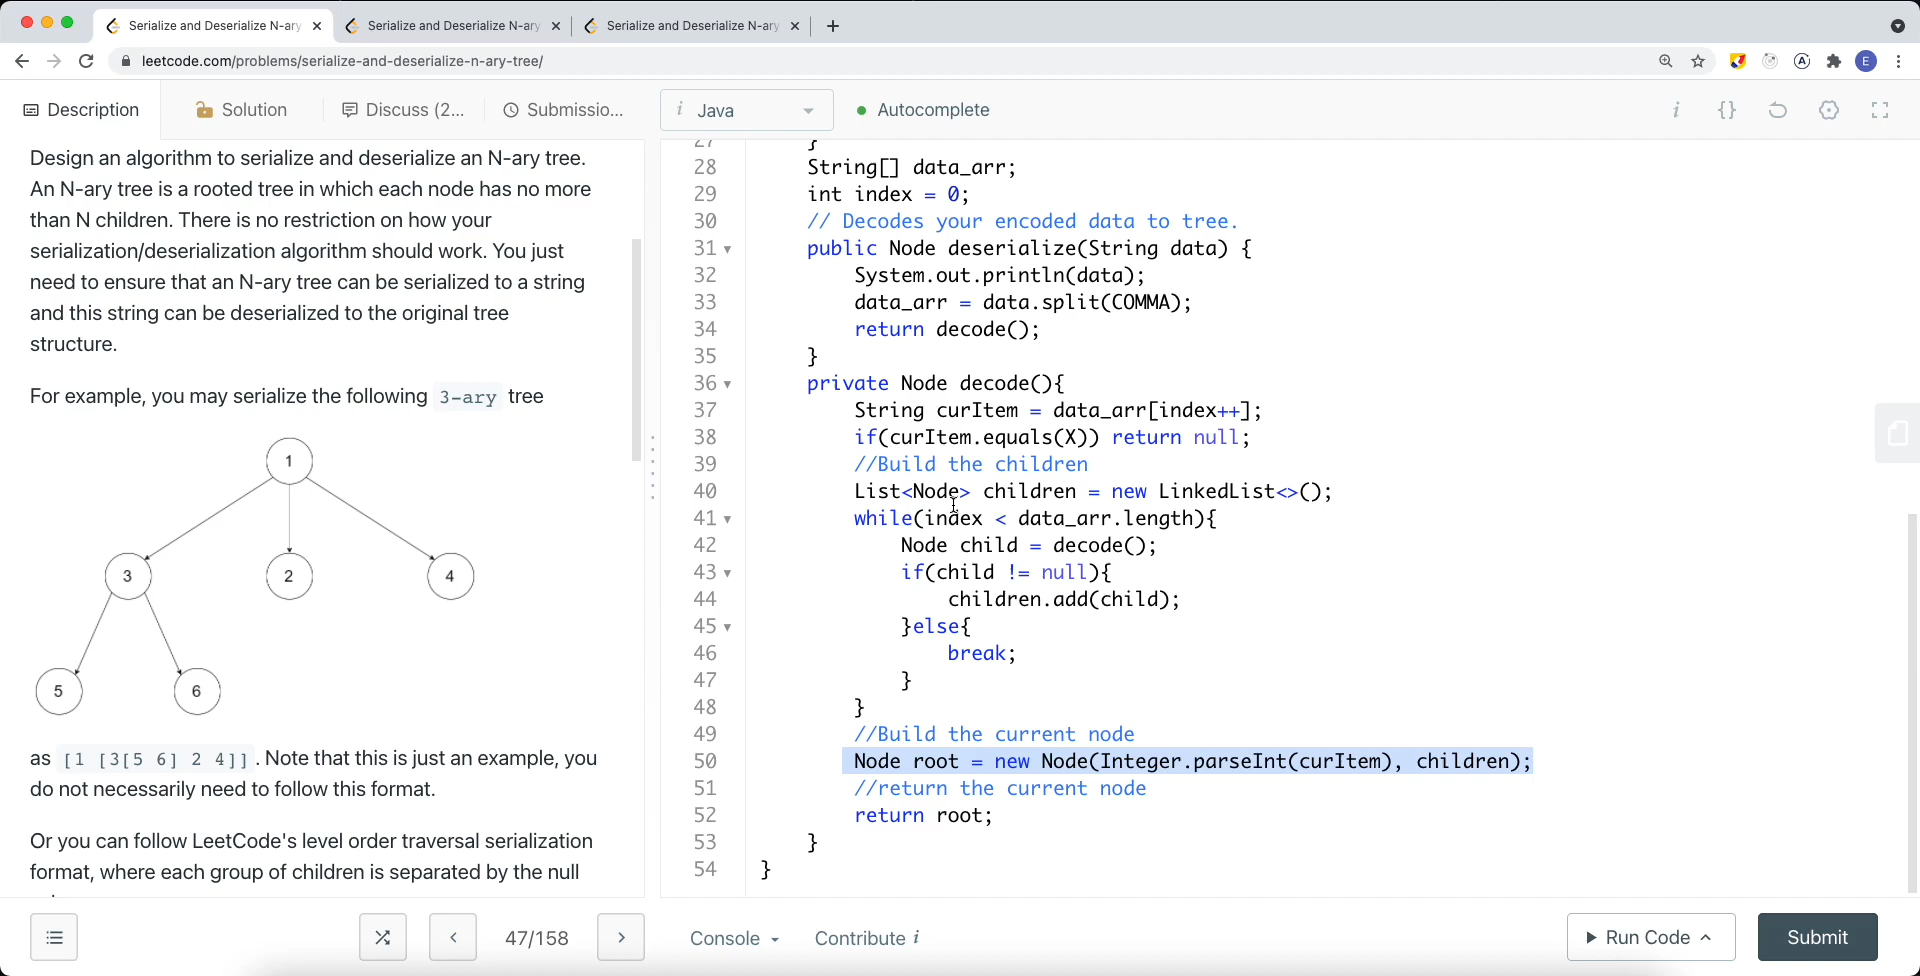 Serialize and Deserialize N-ary
Serialize and Deserialize N-ary
Serialize and Deserialize N-ary
leetcode.com/problems/serialize-and-deserialize-n-ary-tree/
E
Description
Solution
Discuss (2...
Submissio...
i Java
Autocomplete
i {}
Design an algorithm to serialize and deserialize an N-ary tree.
An N-ary tree is a rooted tree in which each node has no more
than N children. There is no restriction on how your
serialization/deserialization algorithm should work. You just
need to ensure that an N-ary tree can be serialized to a string
and this string can be deserialized to the original tree
structure.
For example, you may serialize the following 3-ary tree
1
3 2 4
5 6
as [1 [3[5 6] 2 4]]. Note that this is just an example, you
do not necessarily need to follow this format.
Or you can follow LeetCode's level order traversal serialization
format, where each group of children is separated by the null
27 }
28 String[] data_arr;
29 int index = 0;
30 // Decodes your encoded data to tree.
31 public Node deserialize(String data) {
32 System.out.println(data);
33 data_arr = data.split(COMMA);
34 return decode();
35 }
36 private Node decode(){
37 String curItem = data_arr[index++];
38 if(curItem.equals(X)) return null;
39 //Build the children
40 List<Node> children = new LinkedList<>();
41 while(index < data_arr.length){
42 Node child = decode();
43 if(child != null){
44 children.add(child);
45 }else{
46 break;
47 }
48 }
49 //Build the current node
50 Node root = new Node(Integer.parseInt(curItem), children);
51 //return the current node
52 return root;
53 }
54 }
47/158
Console
Contribute i
Run Code
Submit